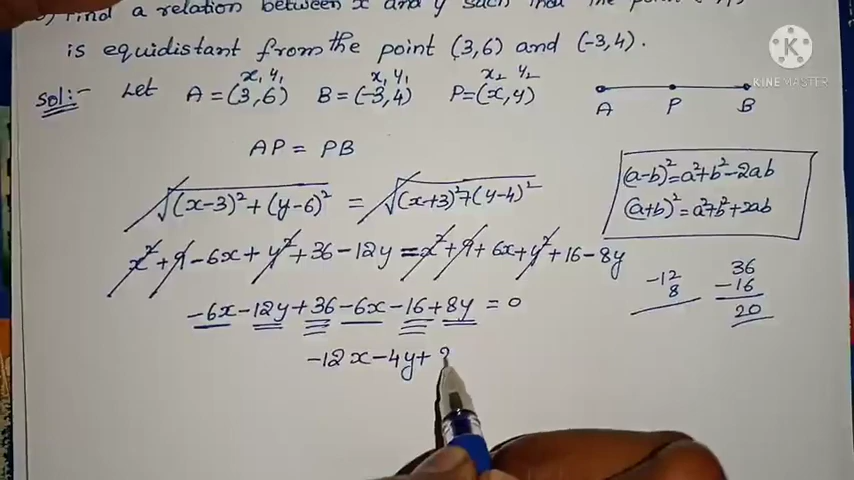 Find a relation between x and y such that the point
is equidistant from the point (3,6) and (-3,4).
Sol:- Let A = (3,6) B = (-3,4) P = (x,y)
x₁ y₁ x₁ y₁ x₂ y₂
A P B
AP = PB
√(x-3)²+(y-6)² = √(x+3)²+(y-4)²
(a-b)²=a²+b²-2ab
(a+b)²=a²+b²+2ab
x²+9-6x+y²+36-12y=x²+9+6x+y²+16-8y
-12
8
36
-16
20
-6x-12y+36-6x-16+8y=0
-12x-4y+2
K
KINEMASTER